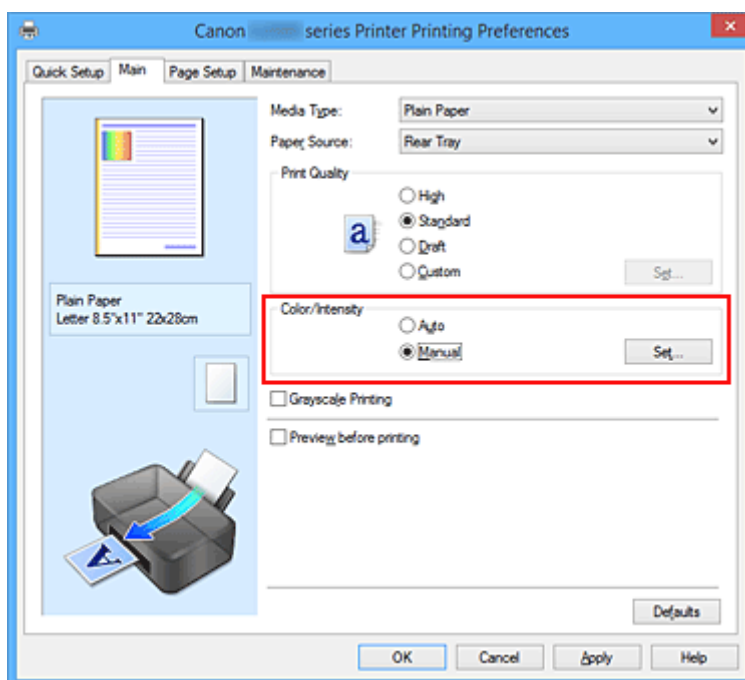 Canon series Printer Printing Preferences
Quick Setup Main Page Setup Maintenance
Media Type: Plain Paper
Paper Source: Rear Tray
Print Quality
High
Standard
a
Draft
Custom Set...
Plain Paper
Letter 8.5"x11" 22x28cm
Color/Intensity
Auto
Manual Set...
Grayscale Printing
Preview before printing
A
Defaults
OK Cancel Apply Help